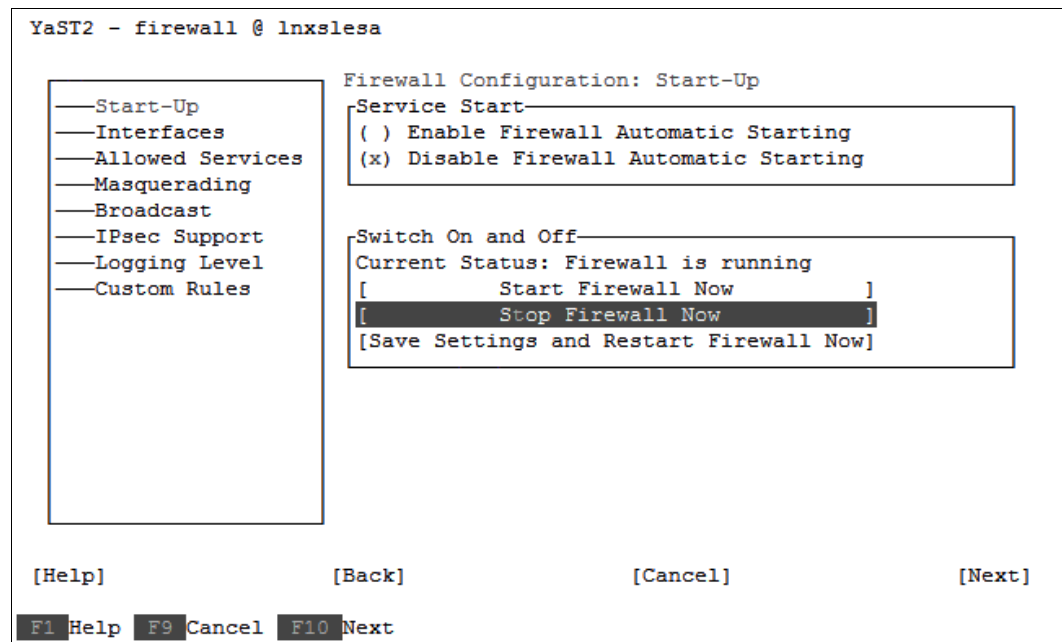 YaST2 - firewall @ lnxslesa
Firewall Configuration: Start-Up
Start-Up
Interfaces
Allowed Services
Masquerading
Broadcast
IPsec Support
Logging Level
Custom Rules
Service Start
( ) Enable Firewall Automatic Starting
(x) Disable Firewall Automatic Starting
Switch On and Off
Current Status: Firewall is running
[ Start Firewall Now ]
[ Stop Firewall Now ]
[Save Settings and Restart Firewall Now]
[Help] [Back] [Cancel] [Next]
F1 Help F9 Cancel F10 Next